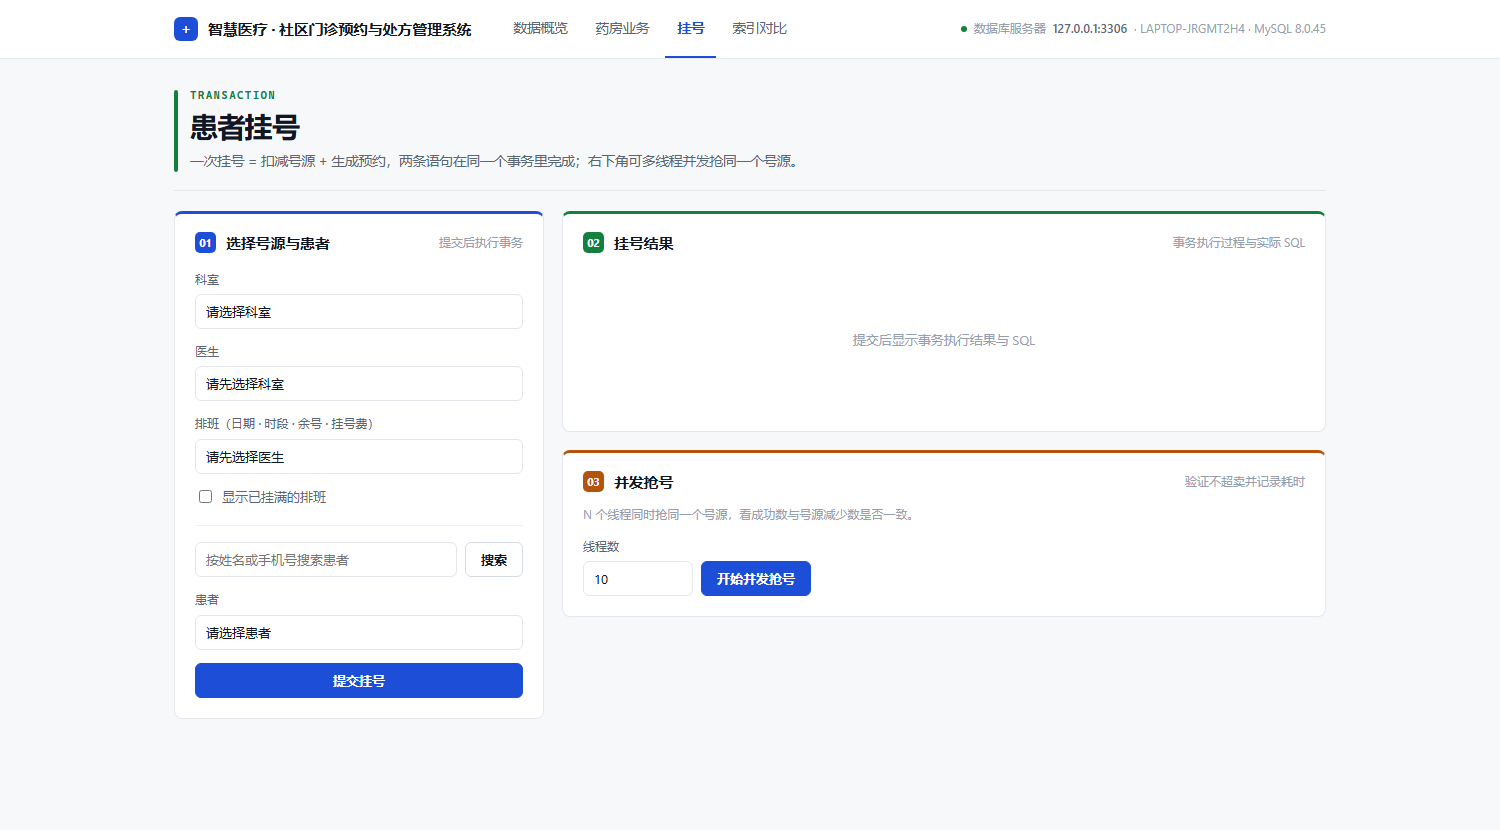 + 智慧医疗 · 社区门诊预约与处方管理系统 数据概览 药房业务 挂号 索引对比 数据库服务器 127.0.0.1:3306 · LAPTOP-JRGMT2H4 · MySQL 8.0.45
TRANSACTION
患者挂号
一次挂号 = 扣减号源 + 生成预约，两条语句在同一个事务里完成；右下角可多线程并发抢同一个号源。
01 选择号源与患者 提交后执行事务
科室
请选择科室
医生
请先选择科室
排班（日期 · 时段 · 余号 · 挂号费）
请先选择医生
显示已挂满的排班
按姓名或手机号搜索患者 搜索
患者
请选择患者
提交挂号
02 挂号结果 事务执行过程与实际 SQL
提交后显示事务执行结果与 SQL
03 并发抢号 验证不超卖并记录耗时
N 个线程同时抢同一个号源，看成功数与号源减少数是否一致。
线程数
10 开始并发抢号